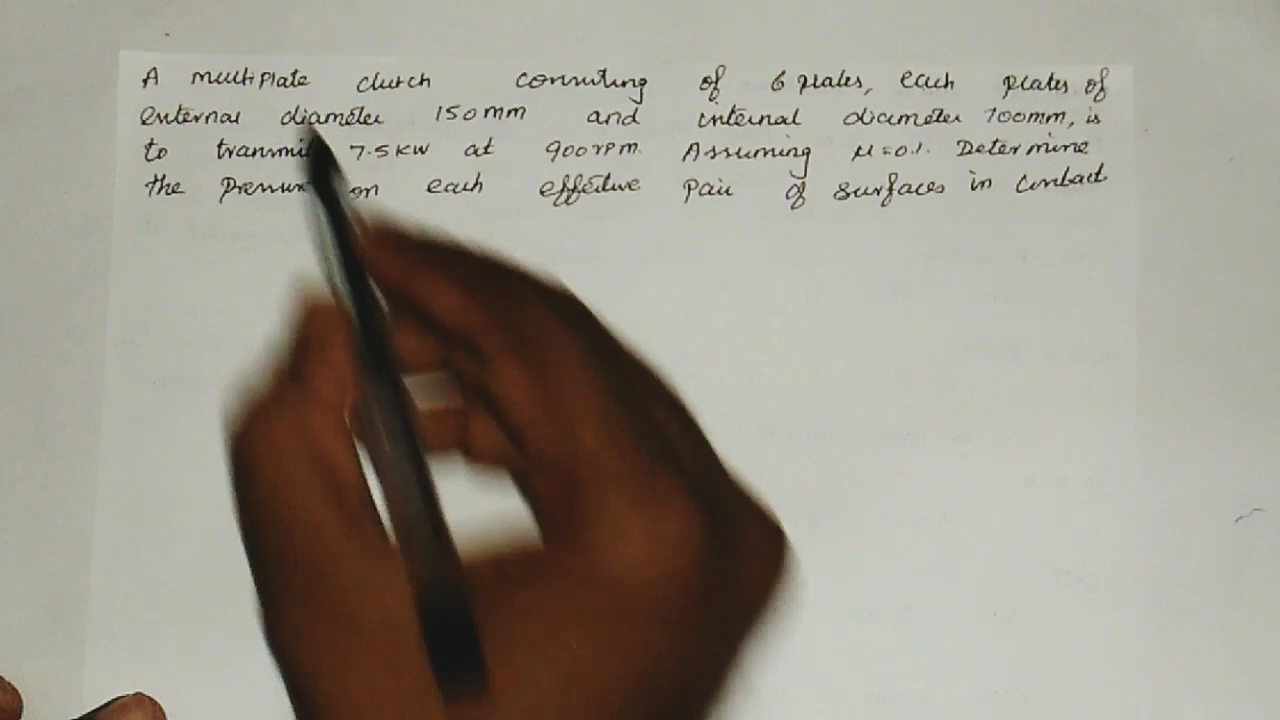 A multiplate clutch consisting of 6 plates, each plates of
external diameter 150mm and internal diameter 100mm, is
to transmit 7.5KW at 900rpm. Assuming μ=0.1. Determine
the on each effective pair of surfaces in contact